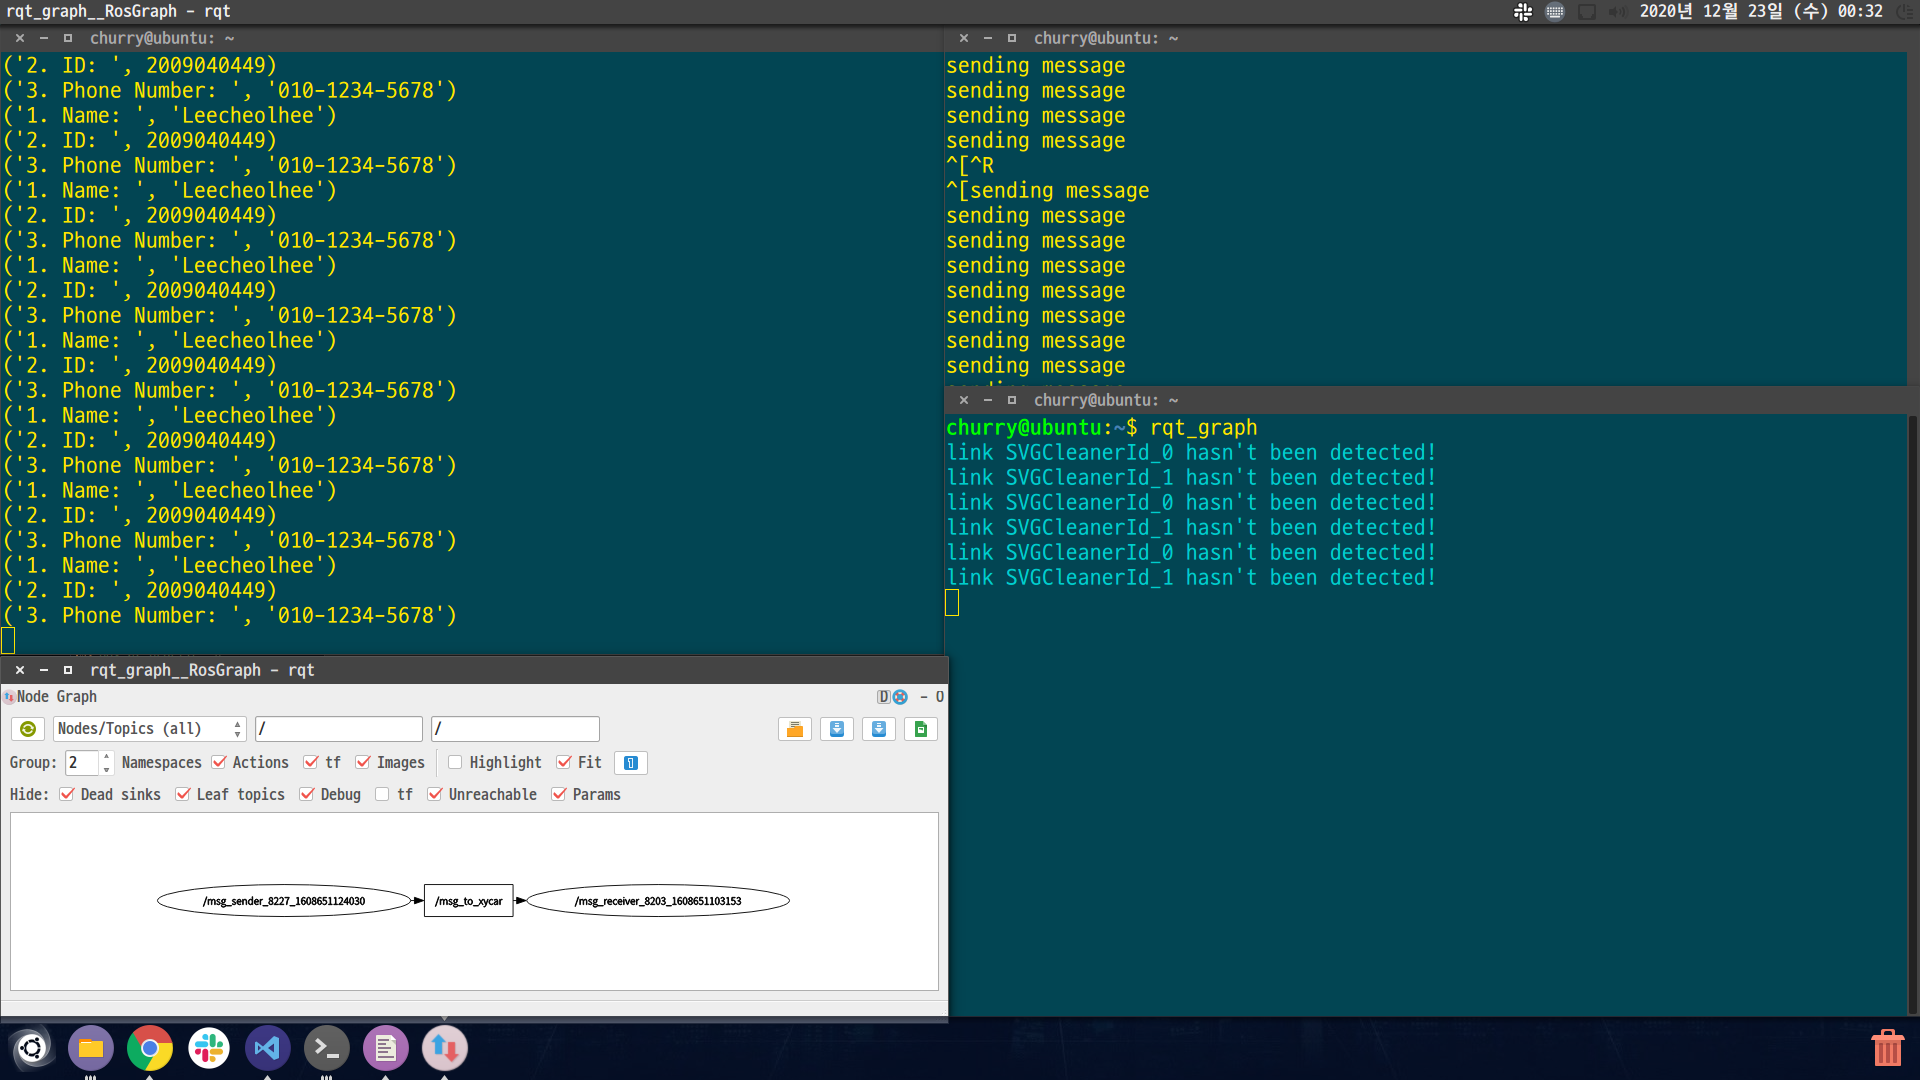 rqt_graph__RosGraph - rqt
2020년 12월 23일 (수) 00:32
churry@ubuntu: ~
('2. ID: ', 2009040449)
('3. Phone Number: ', '010-1234-5678')
('1. Name: ', 'Leecheolhee')
('2. ID: ', 2009040449)
('3. Phone Number: ', '010-1234-5678')
('1. Name: ', 'Leecheolhee')
('2. ID: ', 2009040449)
('3. Phone Number: ', '010-1234-5678')
('1. Name: ', 'Leecheolhee')
('2. ID: ', 2009040449)
('3. Phone Number: ', '010-1234-5678')
('1. Name: ', 'Leecheolhee')
('2. ID: ', 2009040449)
('3. Phone Number: ', '010-1234-5678')
('1. Name: ', 'Leecheolhee')
('2. ID: ', 2009040449)
('3. Phone Number: ', '010-1234-5678')
('1. Name: ', 'Leecheolhee')
('2. ID: ', 2009040449)
('3. Phone Number: ', '010-1234-5678')
('1. Name: ', 'Leecheolhee')
('2. ID: ', 2009040449)
('3. Phone Number: ', '010-1234-5678')
churry@ubuntu: ~
sending message
sending message
sending message
sending message
^[^R
^[sending message
sending message
sending message
sending message
sending message
sending message
sending message
sending message
churry@ubuntu: ~
churry@ubuntu:~$ rqt_graph
link SVGCleanerId_0 hasn't been detected!
link SVGCleanerId_1 hasn't been detected!
link SVGCleanerId_0 hasn't been detected!
link SVGCleanerId_1 hasn't been detected!
link SVGCleanerId_0 hasn't been detected!
link SVGCleanerId_1 hasn't been detected!
rqt_graph__RosGraph - rqt
Node Graph
D - O
Nodes/Topics (all) / /
Group: 2 Namespaces Actions tf Images Highlight Fit
Hide: Dead sinks Leaf topics Debug tf Unreachable Params
/msg_sender_8227_1608651124030 /msg_to_xycar /msg_receiver_8203_1608651103153